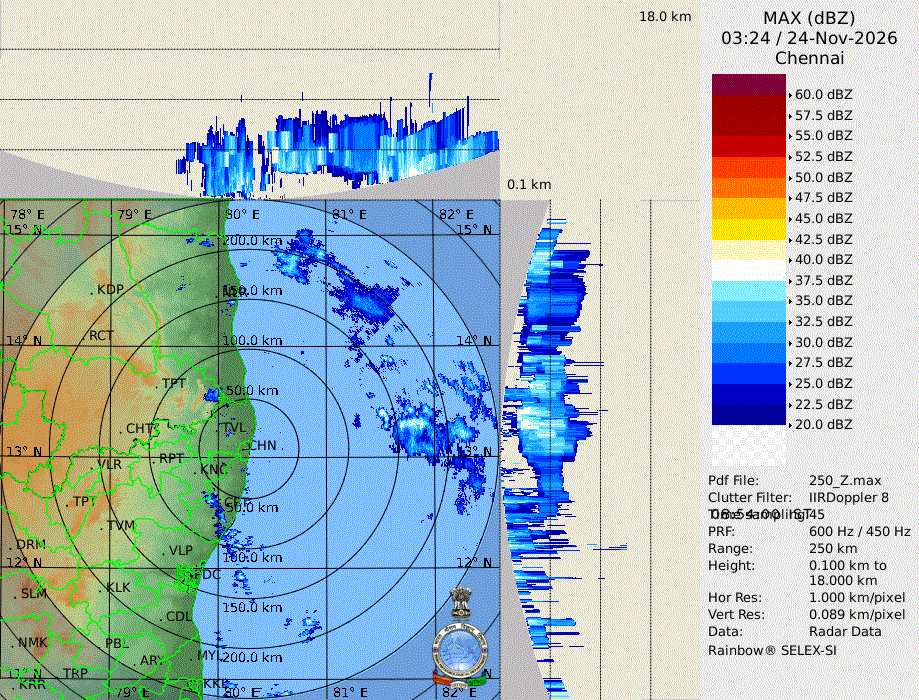 18.0 km
0.1 km
MAX (dBZ)
03:24 / 24-Nov-2026
Chennai
60.0 dBZ
57.5 dBZ
55.0 dBZ
52.5 dBZ
50.0 dBZ
47.5 dBZ
45.0 dBZ
42.5 dBZ
40.0 dBZ
37.5 dBZ
35.0 dBZ
32.5 dBZ
30.0 dBZ
27.5 dBZ
25.0 dBZ
22.5 dBZ
20.0 dBZ
Pdf File: 250_Z.max
Clutter Filter: IIRDoppler 8
Time sampling:45
PRF: 600 Hz / 450 Hz
Range: 250 km
Height: 0.100 km to
18.000 km
Hor Res: 1.000 km/pixel
Vert Res: 0.089 km/pixel
Data: Radar Data
Rainbow® SELEX-SI
78° E 79° E 80° E 81° E 82° E
15° N 15° N
200.0 km
KDP
150.0 km
RCT
14° N 100.0 km 14° N
TPT
50.0 km
CHT TVL
CHN
13° N 13° N
VLR RPT KNC
TPT
50.0 km
TVM
DRM VLP
100.0 km
12° N 12° N
SLM KLK
150.0 km
CDL
NMK PBL
ARY MYL 200.0 km
TRP
11° N 11° N
KRR KKL
79° E 80° E 81° E 82° E